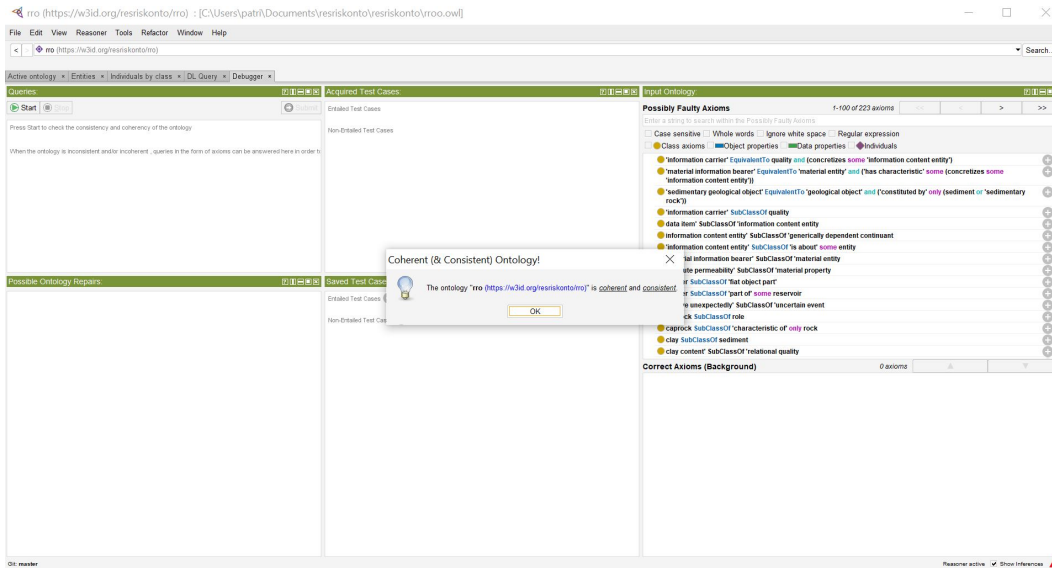 rro (https://w3id.org/resriskonto/rro) : [C:\Users\patri\Documents\resriskonto\resriskonto\rroo.owl]
File Edit View Reasoner Tools Refactor Window Help
< > rro (https://w3id.org/resriskonto/rro) Search...
Active ontology × Entities × Individuals by class × DL Query × Debugger ×
Queries:
Start Stop Submit
Press Start to check the consistency and coherency of the ontology
When the ontology is inconsistent and/or incoherent , queries in the form of axioms can be answered here in order t
Acquired Test Cases:
Entailed Test Cases
Non-Entailed Test Cases
Input Ontology:
Possibly Faulty Axioms 1-100 of 223 axioms << < > >>
Enter a string to search within the Possibly Faulty Axioms
Case sensitive Whole words Ignore white space Regular expression
Class axioms Object properties Data properties Individuals
'information carrier' EquivalentTo quality and (concretizes some 'information content entity')
'material information bearer' EquivalentTo 'material entity' and ('has characteristic' some (concretizes some
'information content entity'))
'sedimentary geological object' EquivalentTo 'geological object' and ('constituted by' only (sediment or 'sedimentary
rock'))
'information carrier' SubClassOf quality
data item' SubClassOf 'information content entity
information content entity' SubClassOf 'generically dependent continuant
'information content entity' SubClassOf 'is about' some entity
rial information bearer' SubClassOf 'material entity
ute permeability' SubClassOf 'material property
r SubClassOf 'fiat object part'
r SubClassOf 'part of' some reservoir
e unexpectedly' SubClassOf 'uncertain event
ock SubClassOf role
caprock SubClassOf 'characteristic of' only rock
clay SubClassOf sediment
clay content' SubClassOf 'relational quality
Correct Axioms (Background) 0 axioms
Possible Ontology Repairs:
Saved Test Case
Entailed Test Cases
Non-Entailed Test Cas
Coherent (& Consistent) Ontology!
The ontology "rro (https://w3id.org/resriskonto/rro)" is coherent and consistent.
OK
Git: master
Reasoner active Show Inferences